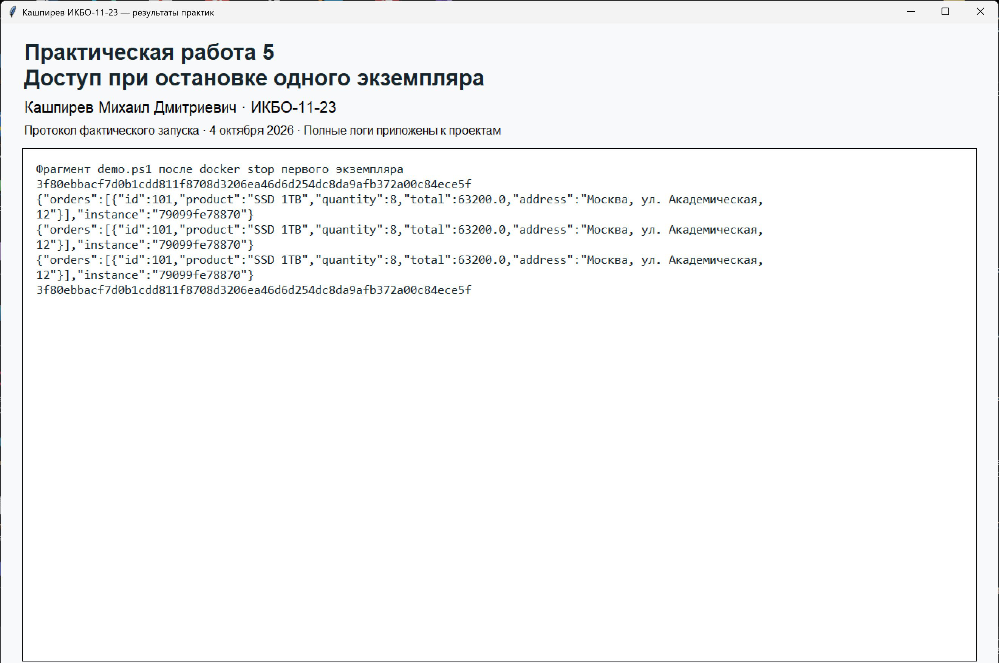 Кашпирев ИКБО-11-23 — результаты практик
Практическая работа 5
Доступ при остановке одного экземпляра
Кашпирев Михаил Дмитриевич · ИКБО-11-23
Протокол фактического запуска · 4 октября 2026 · Полные логи приложены к проектам
Фрагмент demo.ps1 после docker stop первого экземпляра
3f80ebbacf7d0b1cdd811f8708d3206ea46d6d254dc8da9afb372a00c84ece5f
{"orders":[{"id":101,"product":"SSD 1TB","quantity":8,"total":63200.0,"address":"Москва, ул. Академическая,
12"}],"instance":"79099fe78870"}
{"orders":[{"id":101,"product":"SSD 1TB","quantity":8,"total":63200.0,"address":"Москва, ул. Академическая,
12"}],"instance":"79099fe78870"}
{"orders":[{"id":101,"product":"SSD 1TB","quantity":8,"total":63200.0,"address":"Москва, ул. Академическая,
12"}],"instance":"79099fe78870"}
3f80ebbacf7d0b1cdd811f8708d3206ea46d6d254dc8da9afb372a00c84ece5f